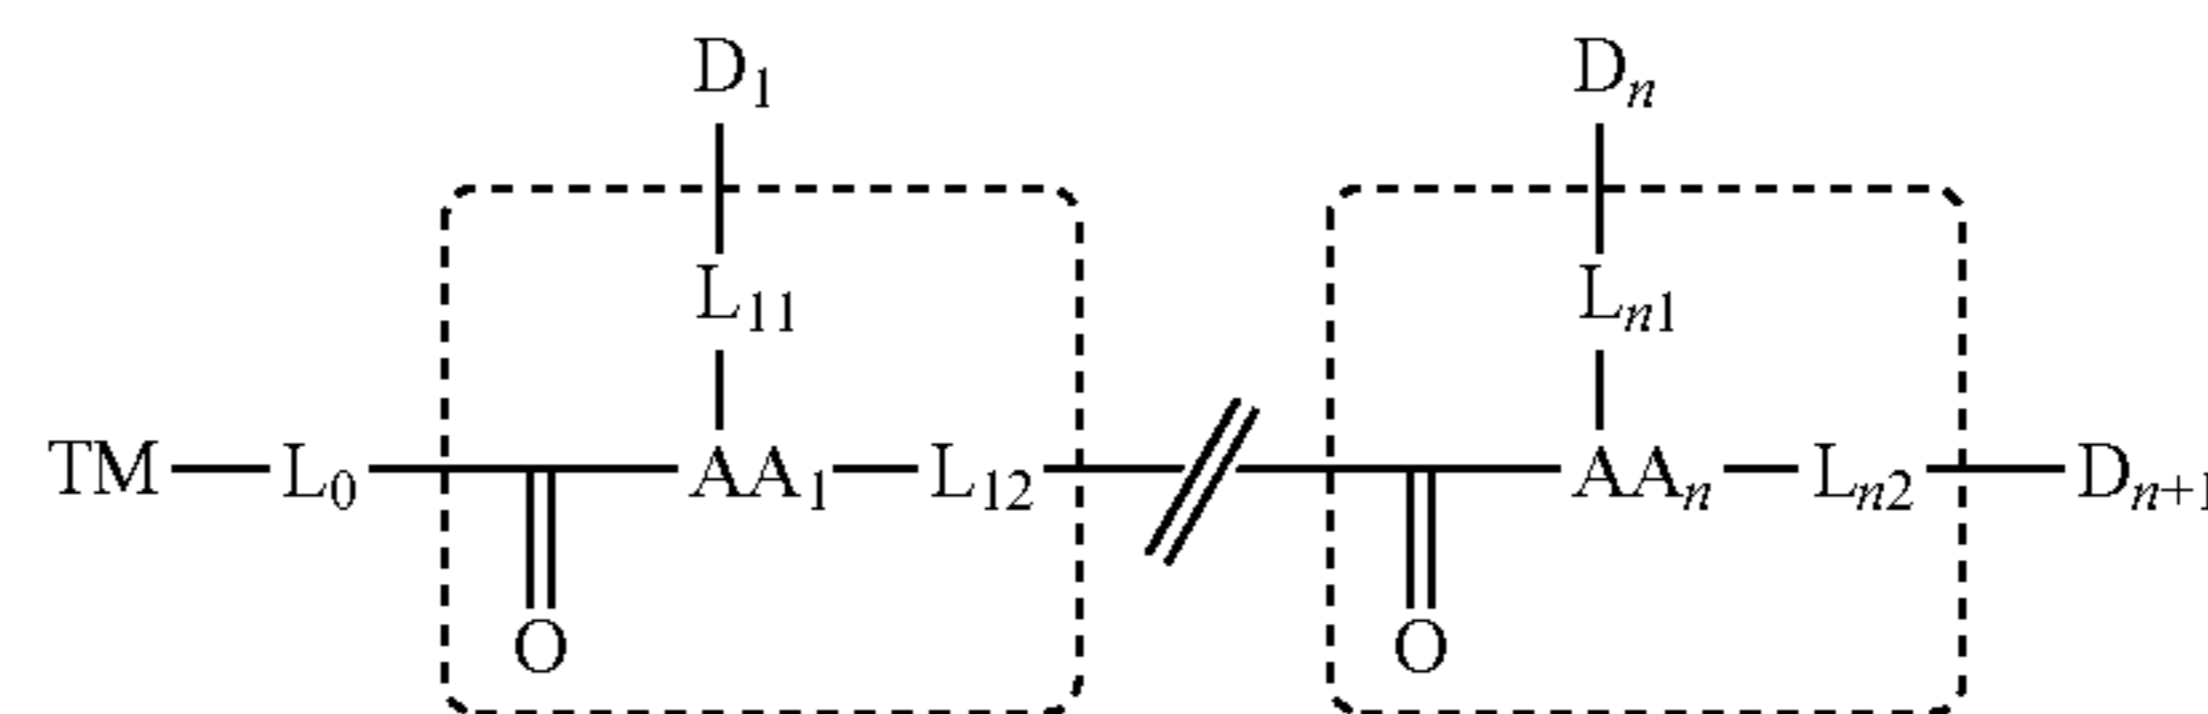 D₁ Dₙ
L₁₁ Lₙ₁
TM L₀ AA₁ L₁₂ AAₙ Lₙ₂ Dₙ₊₁
O O